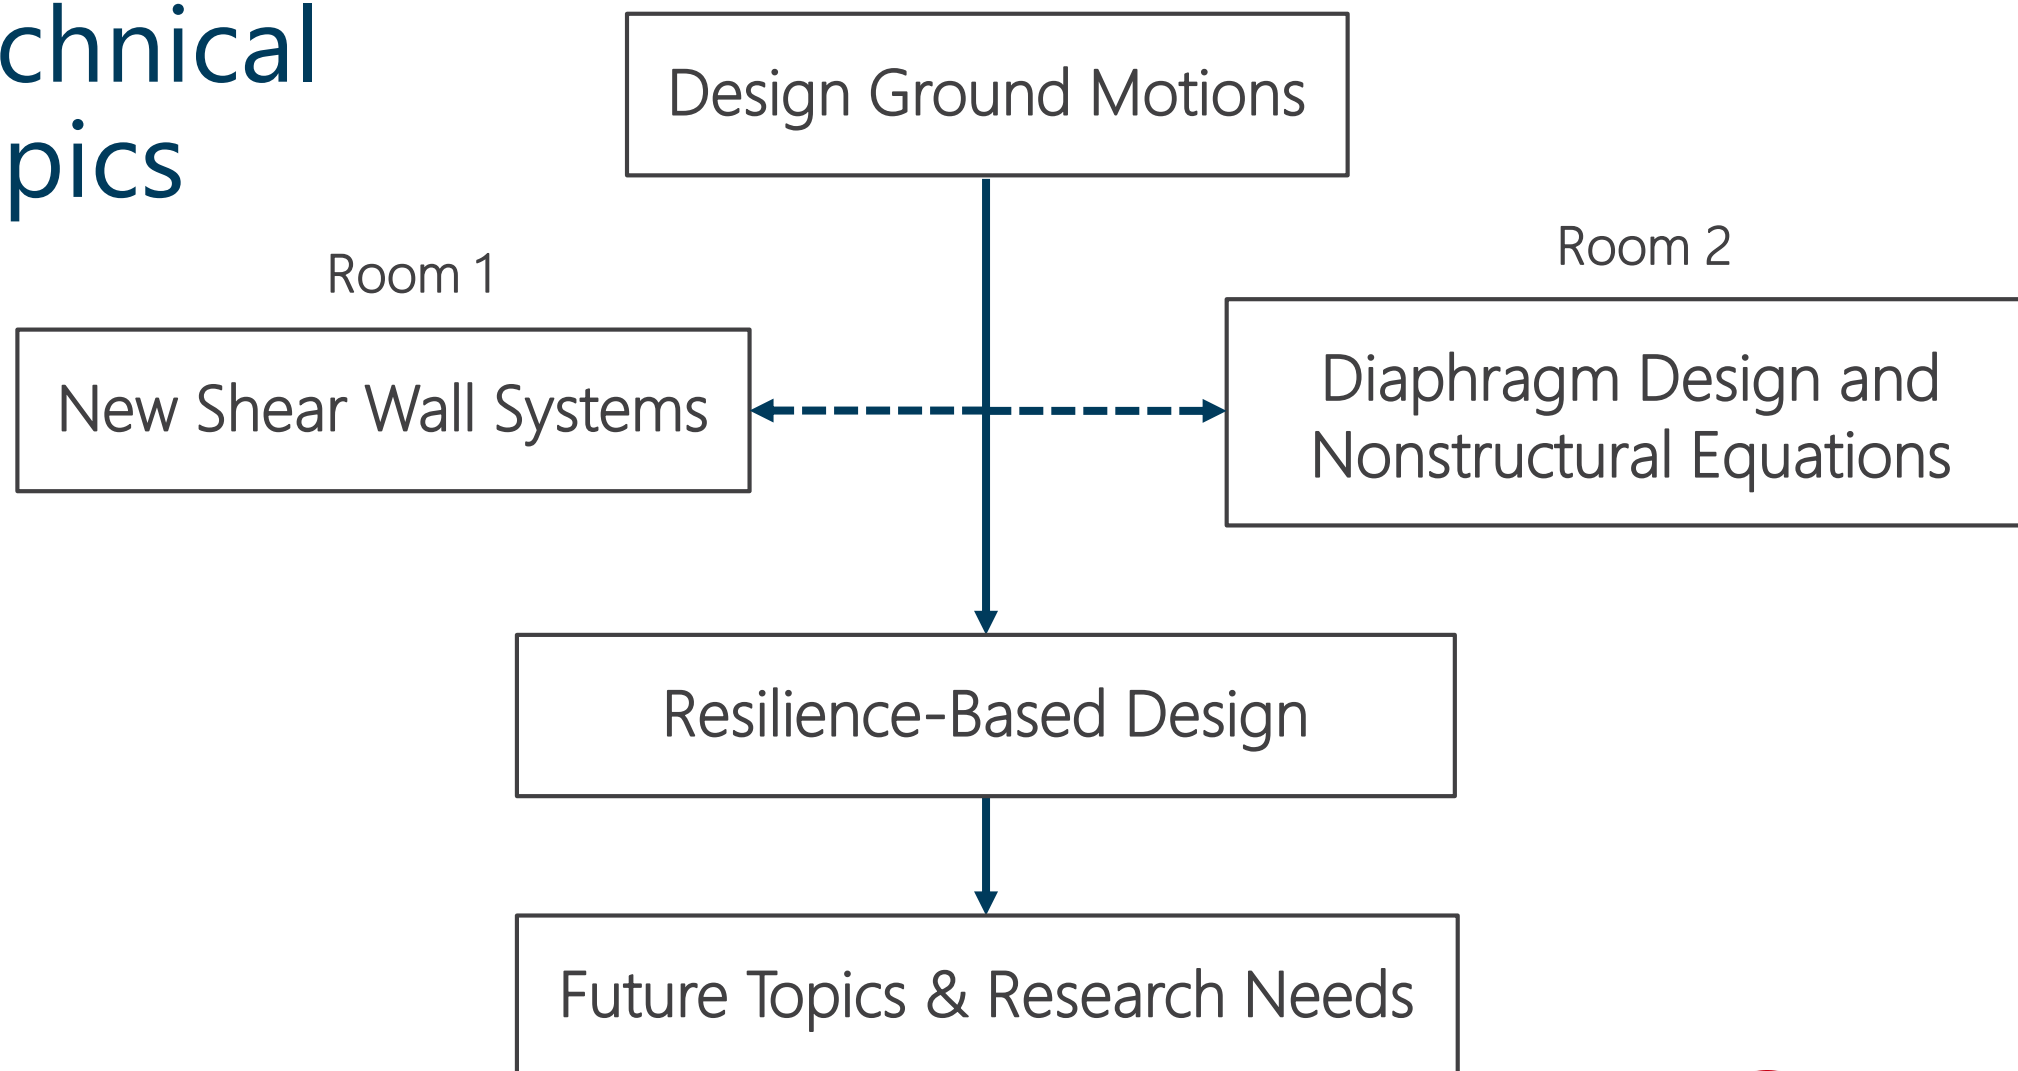 chnical
pics
Design Ground Motions
Room 1
New Shear Wall Systems
Room 2
Diaphragm Design and
Nonstructural Equations
Resilience-Based Design
Future Topics & Research Needs